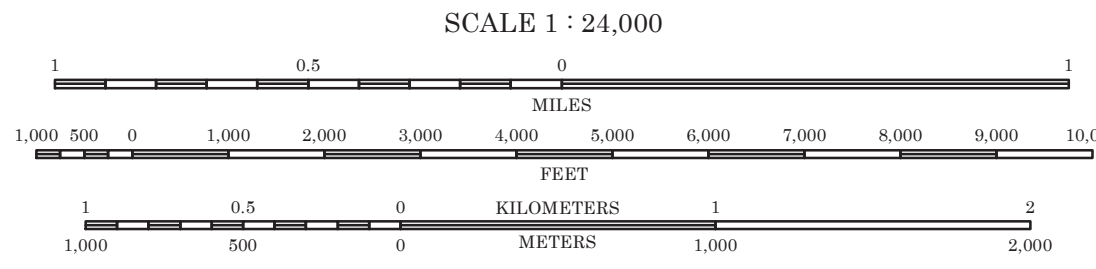 SCALE 1 : 24,000
1 0.5 0 1
MILES
1,000 500 0 1,000 2,000 3,000 4,000 5,000 6,000 7,000 8,000 9,000 10,0
FEET
1 0.5 0 KILOMETERS 1 2
1,000 500 0 METERS 1,000 2,000